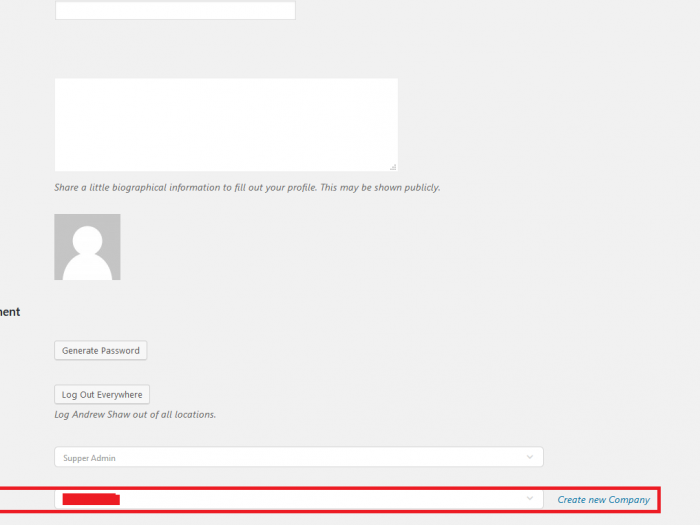 Share a little biographical information to fill out your profile. This may be shown publicly.
ment
Generate Password
Log Out Everywhere
Log Andrew Shaw out of all locations.
Supper Admin
Create new Company